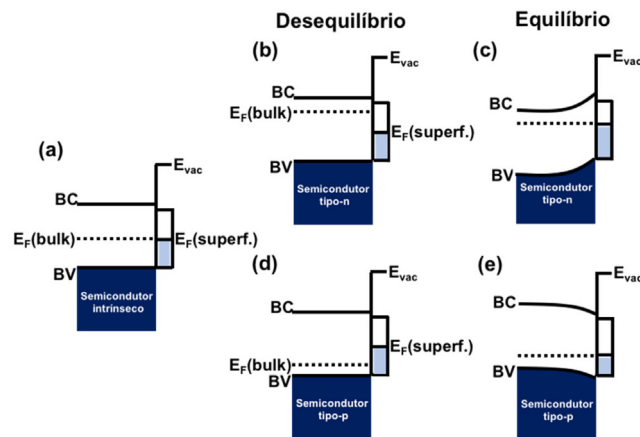 Desequilíbrio
Equilíbrio
(a)
E_vac
BC
E_F(bulk)
E_F(superf.)
BV
Semicondutor
intrínseco
(b)
E_vac
BC
E_F(bulk)
E_F(superf.)
BV
Semicondutor
tipo-n
(c)
E_vac
BC
BV
Semicondutor
tipo-n
(d)
E_vac
BC
E_F(superf.)
E_F(bulk)
BV
Semicondutor
tipo-p
(e)
E_vac
BC
BV
Semicondutor
tipo-p